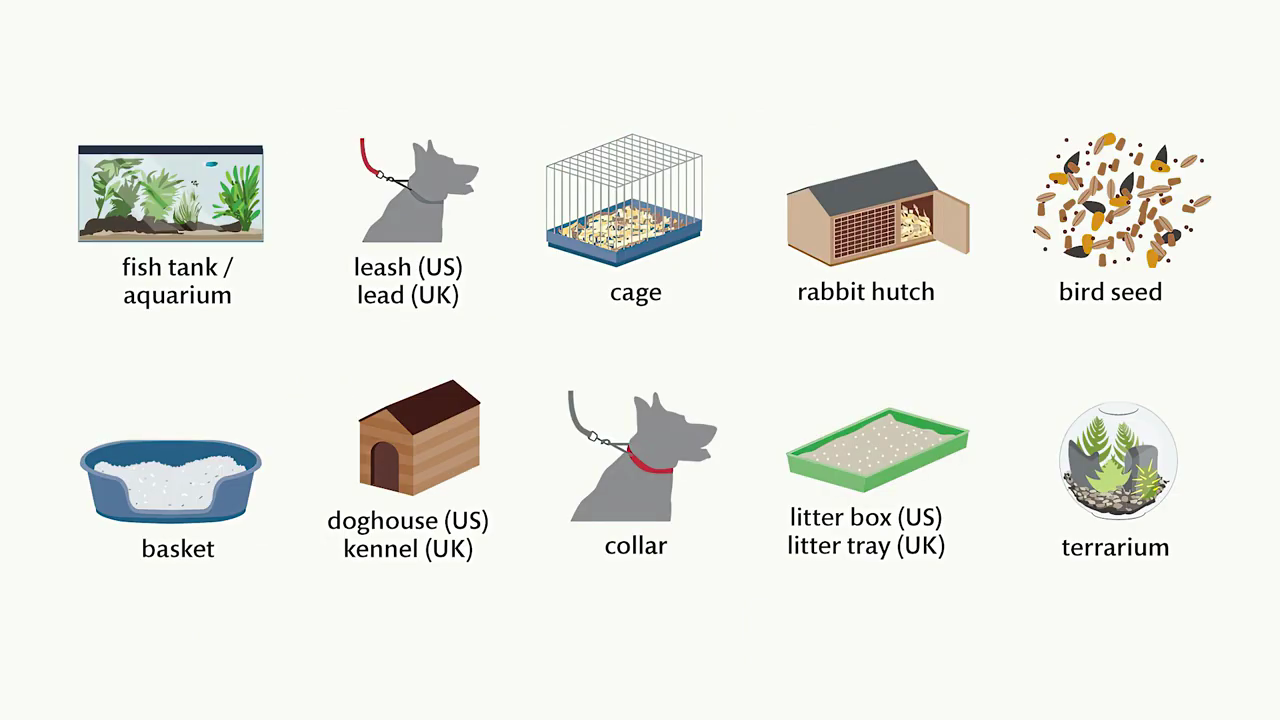 fish tank /
aquarium
leash (US)
lead (UK)
cage
rabbit hutch
bird seed
basket
doghouse (US)
kennel (UK)
collar
litter box (US)
litter tray (UK)
terrarium